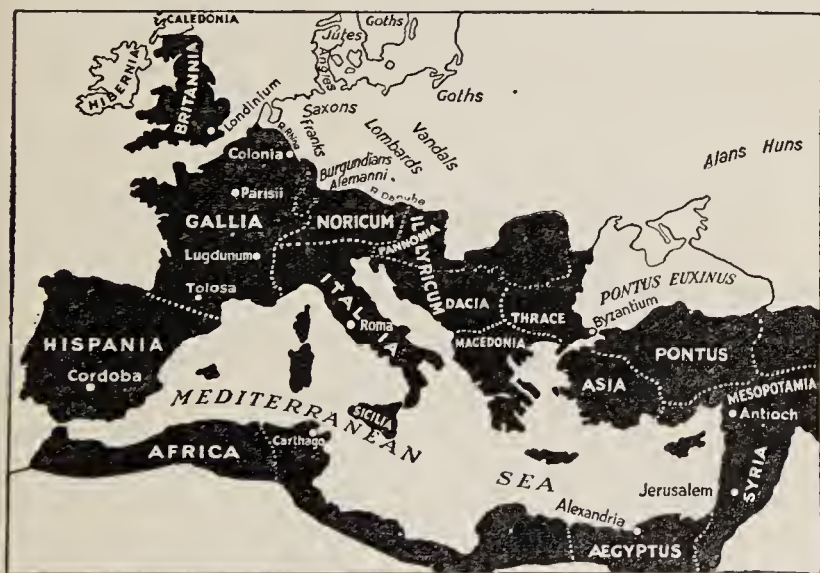 CALEDONIA
HIBERNIA
BRITANNIA
Londinium
Jutes
Angles
Goths
Goths
Saxons
Franks
R. Rhine
Lombards
Vandals
Burgundians
Alemanni
R. Danube
Alans Huns
Colonia
Parisii
GALLIA
Lugdunum
Tolosa
NORICUM
PANNONIA
ILLYRICUM
ITALIA
Roma
DACIA
THRACE
MACEDONIA
PONTUS EUXINUS
Byzantium
PONTUS
ASIA
MESOPOTAMIA
Antioch
SYRIA
HISPANIA
Cordoba
MEDITERRANEAN
SEA
SICILIA
AFRICA
Carthago
Jerusalem
Alexandria
AEGYPTUS